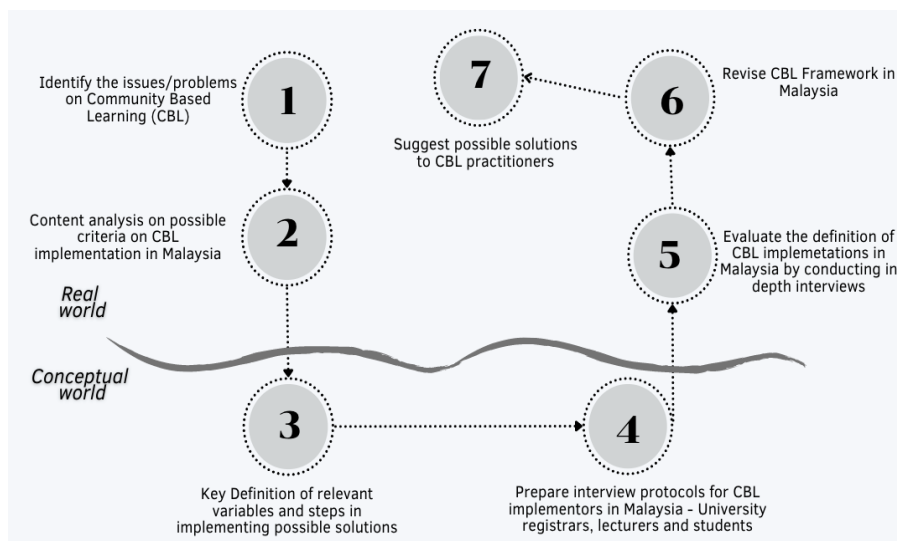 1
Identify the issues/problems
on Community Based
Learning (CBL)
2
Content analysis on possible
criteria on CBL
implementation in Malaysia
Real
world
Conceptual
world
3
Key Definition of relevant
variables and steps in
implementing possible solutions
4
Prepare interview protocols for CBL
implementors in Malaysia - University
registrars, lecturers and students
5
Evaluate the definition of
CBL implemetations in
Malaysia by conducting in
depth interviews
6
Revise CBL Framework in
Malaysia
7
Suggest possible solutions
to CBL practitioners